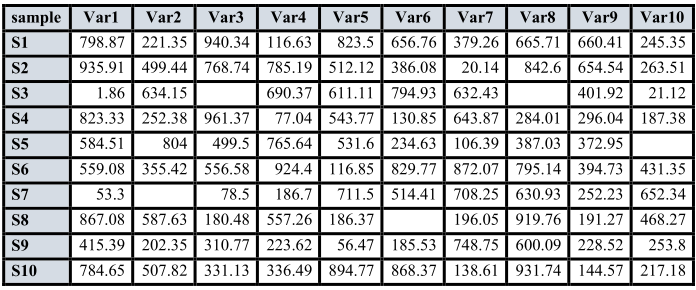 sample Var1 Var2 Var3 Var4 Var5 Var6 Var7 Var8 Var9 Var10
S1 798.87 221.35 940.34 116.63 823.5 656.76 379.26 665.71 660.41 245.35
S2 935.91 499.44 768.74 785.19 512.12 386.08 20.14 842.6 654.54 263.51
S3 1.86 634.15 690.37 611.11 794.93 632.43 401.92 21.12
S4 823.33 252.38 961.37 77.04 543.77 130.85 643.87 284.01 296.04 187.38
S5 584.51 804 499.5 765.64 531.6 234.63 106.39 387.03 372.95
S6 559.08 355.42 556.58 924.4 116.85 829.77 872.07 795.14 394.73 431.35
S7 53.3 78.5 186.7 711.5 514.41 708.25 630.93 252.23 652.34
S8 867.08 587.63 180.48 557.26 186.37 196.05 919.76 191.27 468.27
S9 415.39 202.35 310.77 223.62 56.47 185.53 748.75 600.09 228.52 253.8
S10 784.65 507.82 331.13 336.49 894.77 868.37 138.61 931.74 144.57 217.18